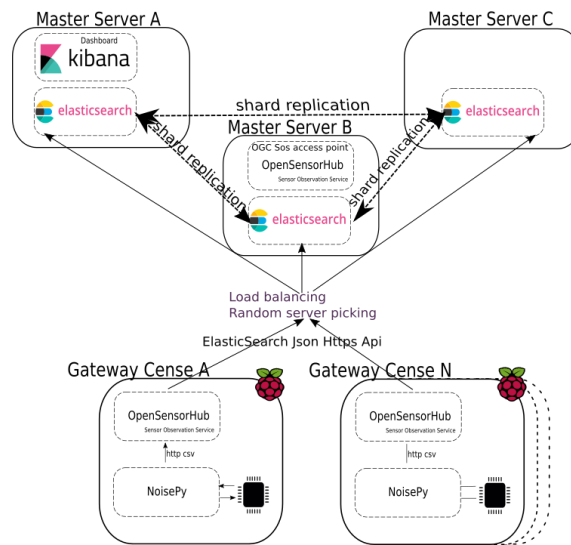 Master Server A
Master Server C
Dashboard
kibana
elasticsearch
elasticsearch
shard replication
shard replication
shard replication
Master Server B
OGC Sos access point
OpenSensorHub
Sensor Observation Service
elasticsearch
Load balancing
Random server picking
ElasticSearch Json Https Api
Gateway Cense A
Gateway Cense N
OpenSensorHub
Sensor Observation Service
http csv
NoisePy
OpenSensorHub
Sensor Observation Service
http csv
NoisePy